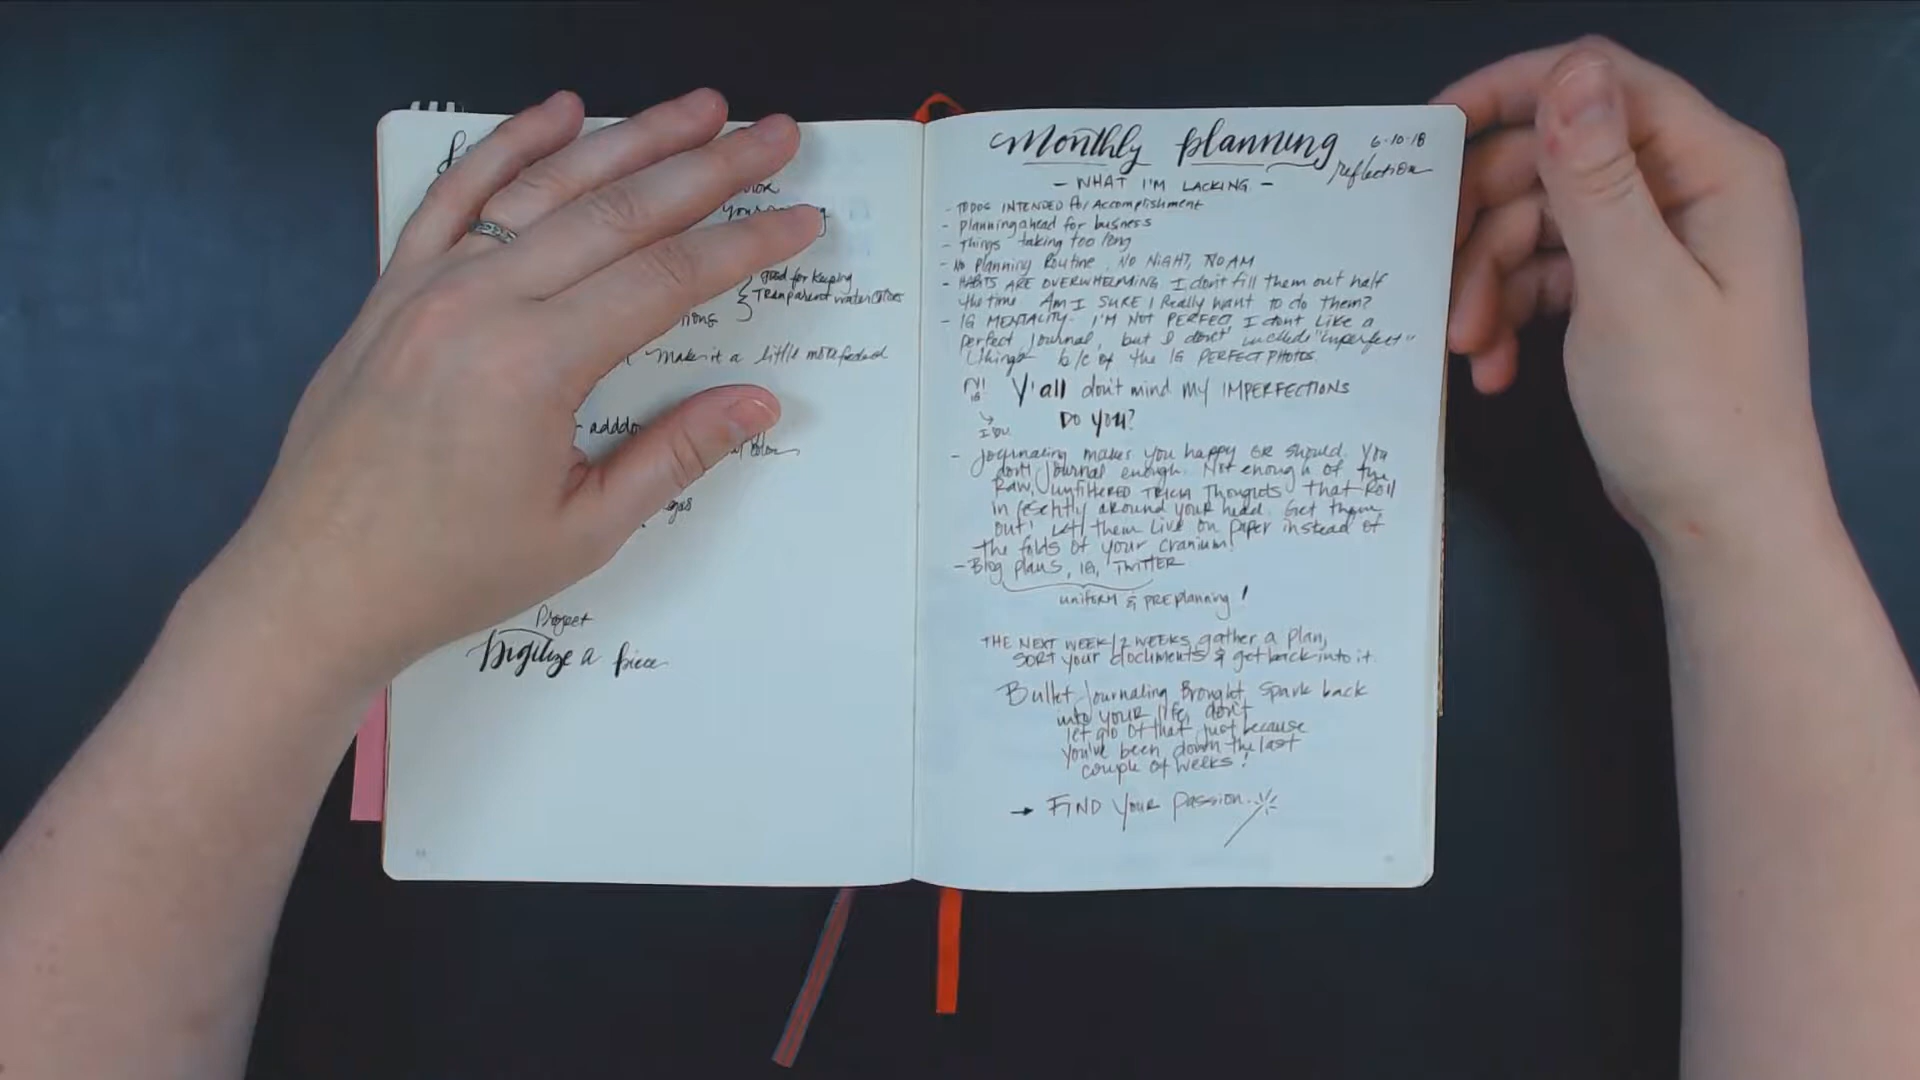 good for keeping
Transparent watercolors
make it a little more faded
Project
Digitize a piece
Monthly planning
6-10-18
reflection
- WHAT I'M LACKING -
- TODOS INTENDED for Accomplishment
- planning ahead for business
- Things taking too long
- No Planning Routine. NO NIGHT, NO AM
- HABITS ARE OVERWHELMING. I don't fill them out half
the time. Am I SURE I Really want to do them?
- IG MENTALITY. I'M NOT PERFECT I dont Like a
perfect journal, but I don't include "imperfect"
things b/c of the IG PERFECT PHOTOS.
Y'all don't mind my IMPERFECTIONS
DO YOU?
- Journaling makes you happy OR should. You
don't journal enough. Not enough of the
Raw, unfiltered TRICIA Thoughts that Roll
in around your head. Get them
out! Let them Live on paper instead of
the folds of your cranium!
- Blog plans, IG, TWITTER
uniform & PREplanning!
THE NEXT WEEK/2 WEEKS gather a plan,
SORT your documents & get back into it.
Bullet Journaling Brought Spark back
into your life, don't
let go of that just because
you've been down the last
couple of weeks!
→ FIND your passion.